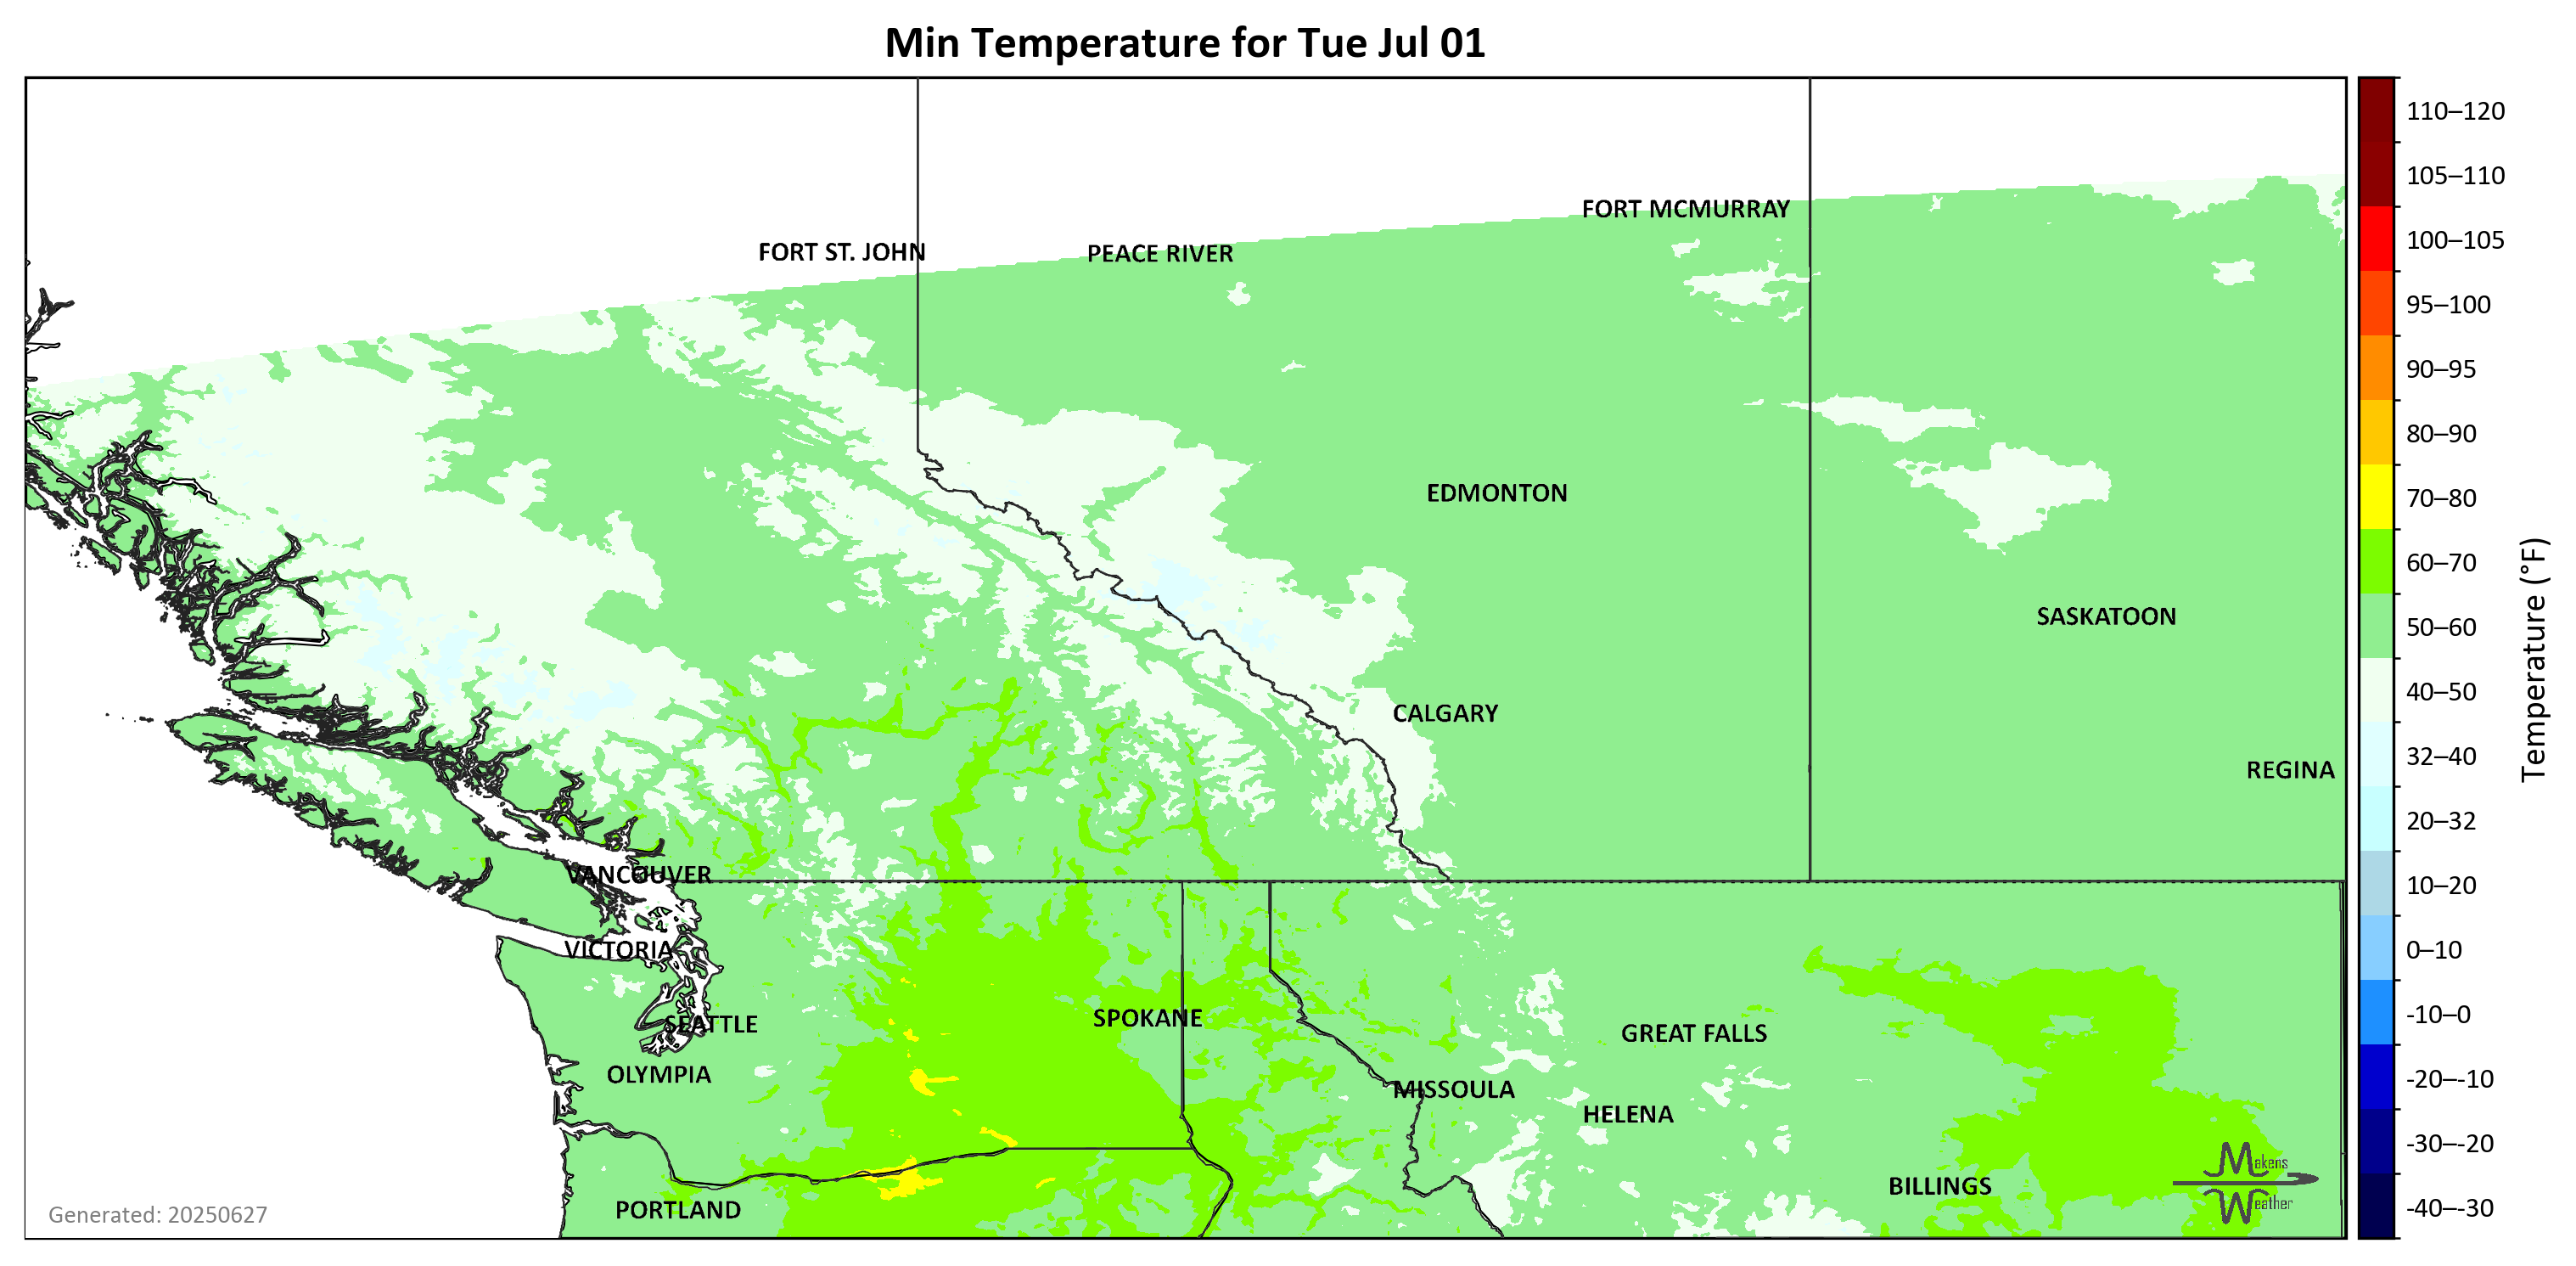 Min Temperature for Tue Jul 01
110–120
105–110
FORT MCMURRAY
100–105
FORT ST. JOHN
PEACE RIVER
95–100
90–95
80–90
EDMONTON
70–80
60–70
SASKATOON
50–60
Temperature (°F)
40–50
CALGARY
32–40
REGINA
20–32
VANCOUVER
10–20
VICTORIA
0–10
SPOKANE
-10–0
SEATTLE
GREAT FALLS
OLYMPIA
-20–-10
MISSOULA
HELENA
-30–-20
Makens
Weather
BILLINGS
PORTLAND
-40–-30
Generated: 20250627